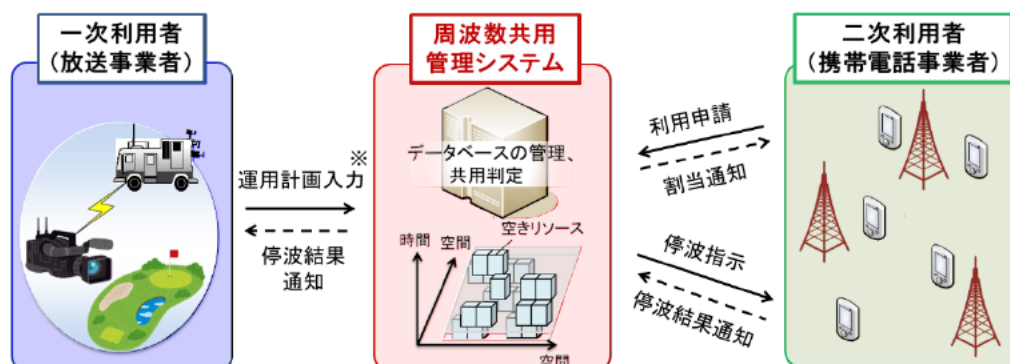 一次利用者
(放送事業者)
周波数共用
管理システム
二次利用者
(携帯電話事業者)
運用計画入力
※
停波結果
通知
データベースの管理、
共用判定
空きリソース
時間
空間
空間
利用申請
割当通知
停波指示
停波結果通知